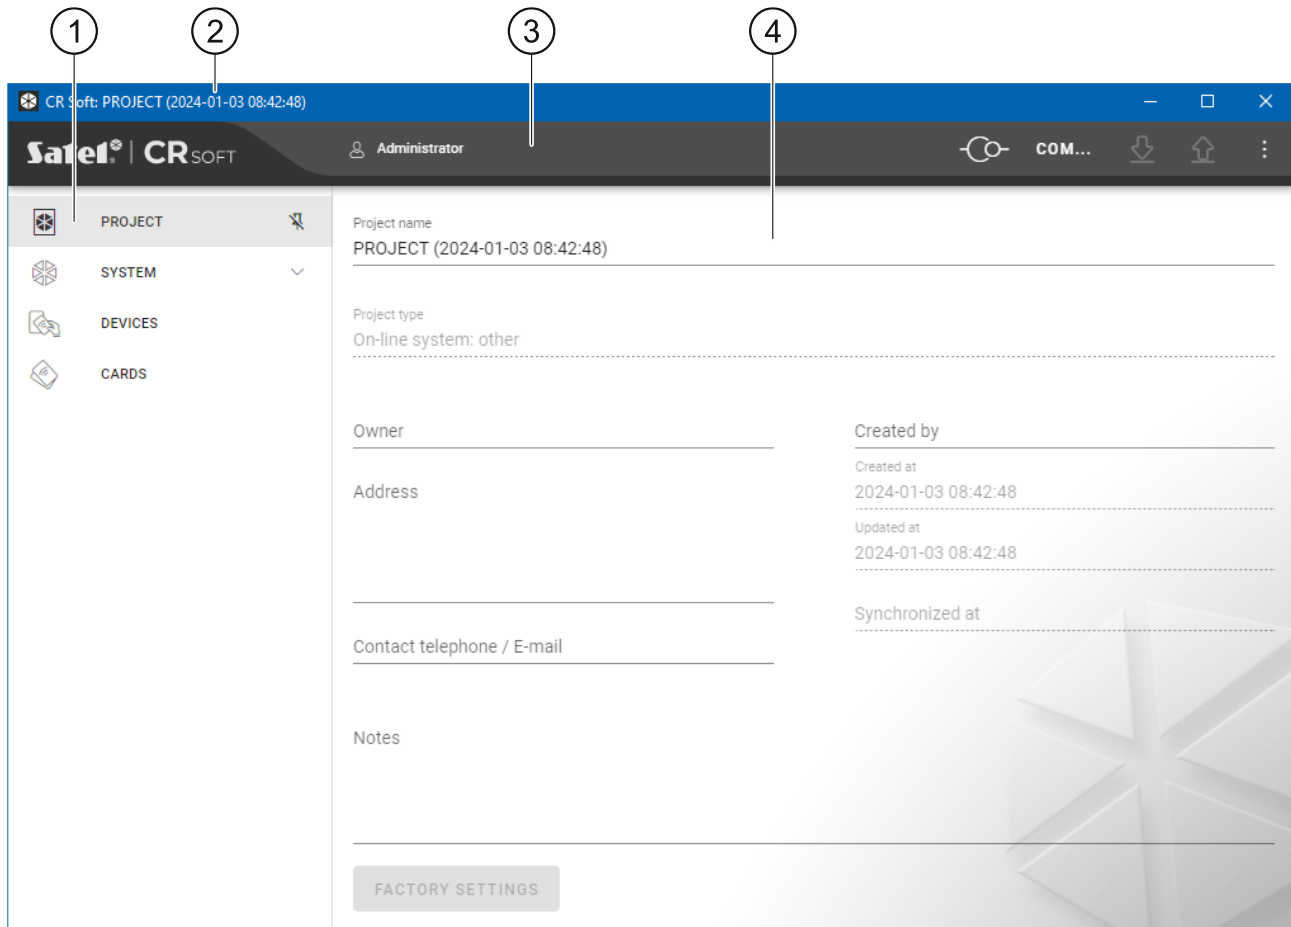 1 2 3 4
CR Soft: PROJECT (2024-01-03 08:42:48)
Satel® | CR SOFT
Administrator
COM...
PROJECT
SYSTEM
DEVICES
CARDS
Project name
PROJECT (2024-01-03 08:42:48)
Project type
On-line system: other
Owner
Address
Contact telephone / E-mail
Created by
Created at
2024-01-03 08:42:48
Updated at
2024-01-03 08:42:48
Synchronized at
Notes
FACTORY SETTINGS